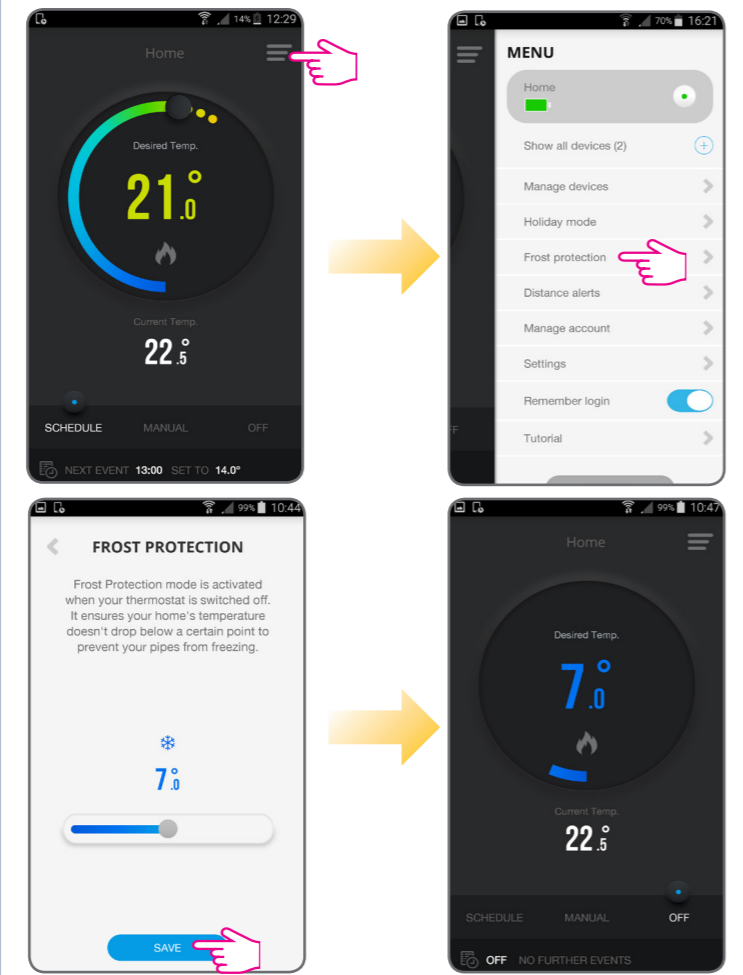 14% 12:29
Home
Desired Temp.
21.0°
Current Temp.
22.5°
SCHEDULE MANUAL OFF
NEXT EVENT 13:00 SET TO 14.0°
70% 16:21
MENU
Home
Show all devices (2)
Manage devices
Holiday mode
Frost protection
Distance alerts
Manage account
Settings
Remember login
Tutorial
FF
99% 10:44
FROST PROTECTION
Frost Protection mode is activated
when your thermostat is switched off.
It ensures your home's temperature
doesn't drop below a certain point to
prevent your pipes from freezing.
7.0°
SAVE
99% 10:47
Home
Desired Temp.
7.0°
Current Temp.
22.5°
SCHEDULE MANUAL OFF
OFF NO FURTHER EVENTS